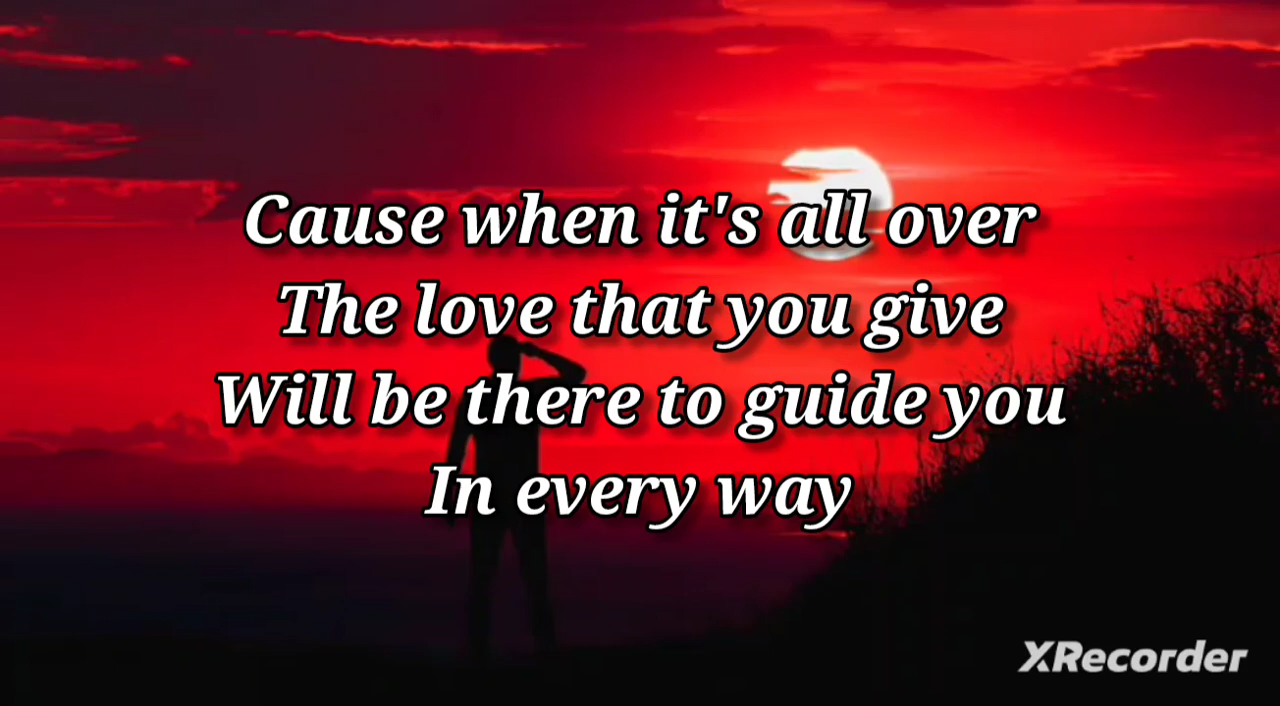 Cause when it's all over
The love that you give
Will be there to guide you
In every way
XRecorder